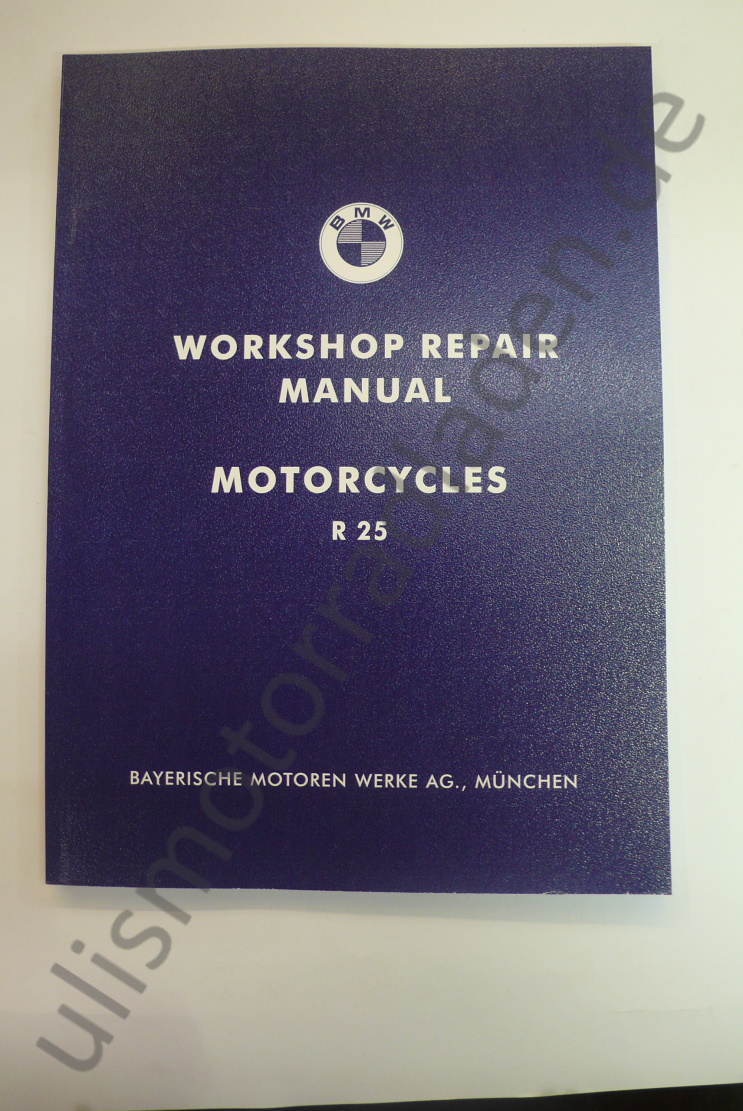 BMW
WORKSHOP REPAIR
MANUAL
MOTORCYCLES
R 25
BAYERISCHE MOTOREN WERKE AG., MÜNCHEN
ulismotorradladen.de